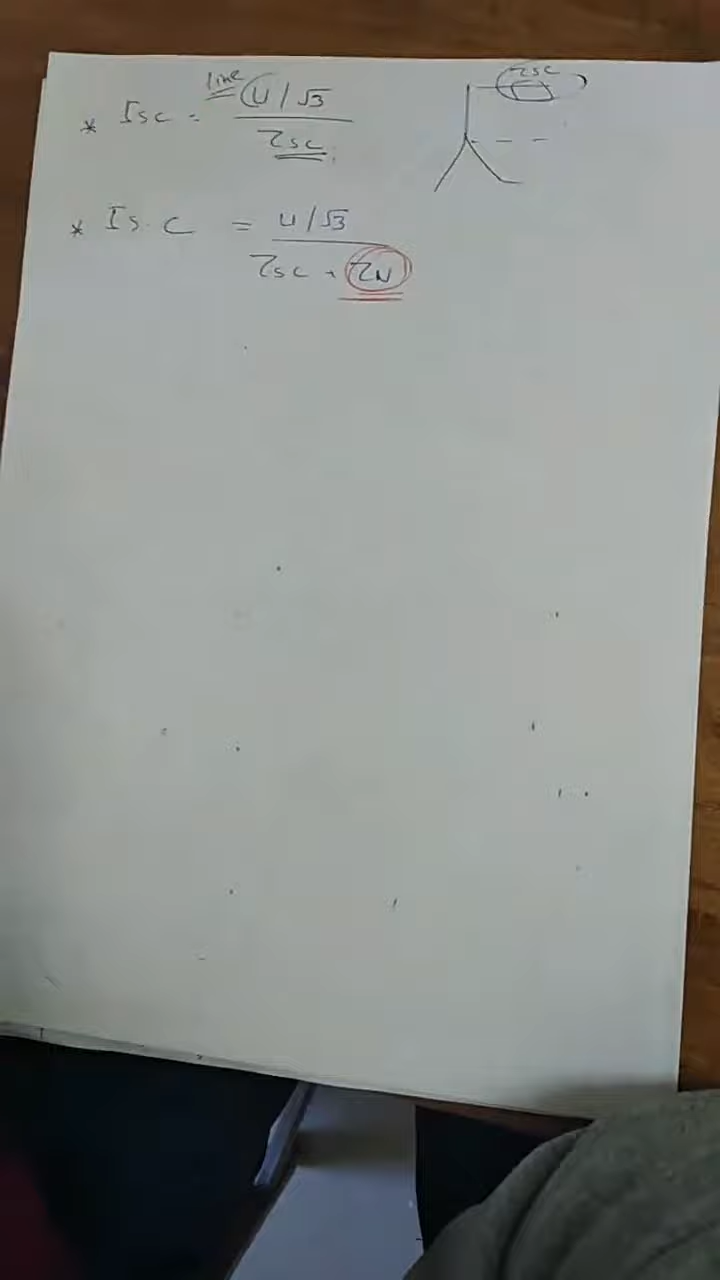 line
* Isc = U/√3
Zsc
Zsc
* Is.c = U/√3
Zsc + ZN